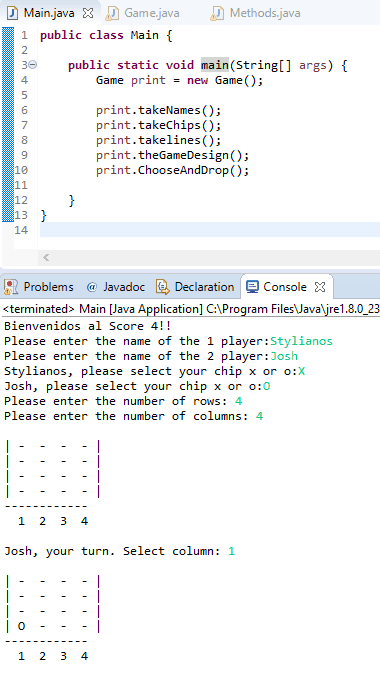 Main.java Game.java Methods.java
1 public class Main {
2
3 public static void main(String[] args) {
4 Game print = new Game();
5
6 print.takeNames();
7 print.takeChips();
8 print.takelines();
9 print.theGameDesign();
10 print.ChooseAndDrop();
11
12 }
13 }
14
Problems @ Javadoc Declaration Console
<terminated> Main [Java Application] C:\Program Files\Java\jre1.8.0_23
Bienvenidos al Score 4!!
Please enter the name of the 1 player:Stylianos
Please enter the name of the 2 player:Josh
Stylianos, please select your chip x or o:X
Josh, please select your chip x or o:O
Please enter the number of rows: 4
Please enter the number of columns: 4
| - - - - |
| - - - - |
| - - - - |
| - - - - |
------------
1 2 3 4
Josh, your turn. Select column: 1
| - - - - |
| - - - - |
| - - - - |
| O - - - |
------------
1 2 3 4